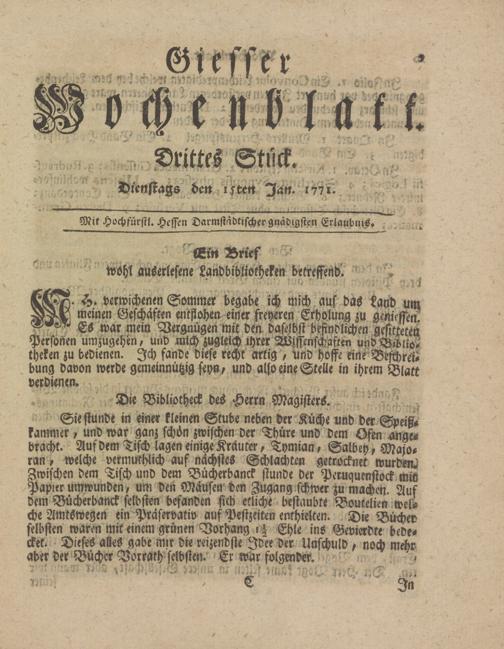 Giesser
Wochenblatt.
Drittes Stück.
Dienstags den 15ten Jan. 1771.
Mit Hochfürstl. Hessen Darmstädtischer gnädigsten Erlaubnis.
Ein Brief
wohl auserlesene Landbibliotheken betreffend.
M. H. verwichenen Sommer begabe ich mich auf das Land um
meinen Geschäften entflohen einer freyeren Erholung zu geniessen.
Es war mein Vergnügen mit den daselbst befindlichen gesitteten
Personen umzugehen, und mich zugleich ihrer Wissenschaften und Biblio-
theken zu bedienen. Ich fande diese recht artig, und hoffe eine Beschrei-
bung davon werde gemeinnützig seyn, und also eine Stelle in ihrem Blatt
verdienen.
Die Bibliotheck des Herrn Magisters.
Sie stunde in einer kleinen Stube neben der Küche und der Speiß-
kammer, und war ganz schön zwischen der Thüre und dem Ofen ange-
bracht. Auf dem Tisch lagen einige Kräuter, Tymian, Salbey, Majo-
ran, welche vermuthlich auf nächstes Schlachten getrocknet wurden.
Zwischen dem Tisch und dem Bücherbanck stunde der Peruquenstock mit
Papier umwunden, um den Mäusen den Zugang schwer zu machen. Auf
dem Bücherbanck selbsten befanden sich etliche bestaubte Boutelien wel-
che Amtswegen ein Präservativ auf Pestzeiten enthielten. Die Bücher
selbsten waren mit einem grünen Vorhang 1½ Ehle ins Gevierdte bede-
cket. Dieses alles gabe mir die reizendste Idee der Unschuld, noch mehr
aber der Bücher Vorrath selbsten. Er war folgender.
C In